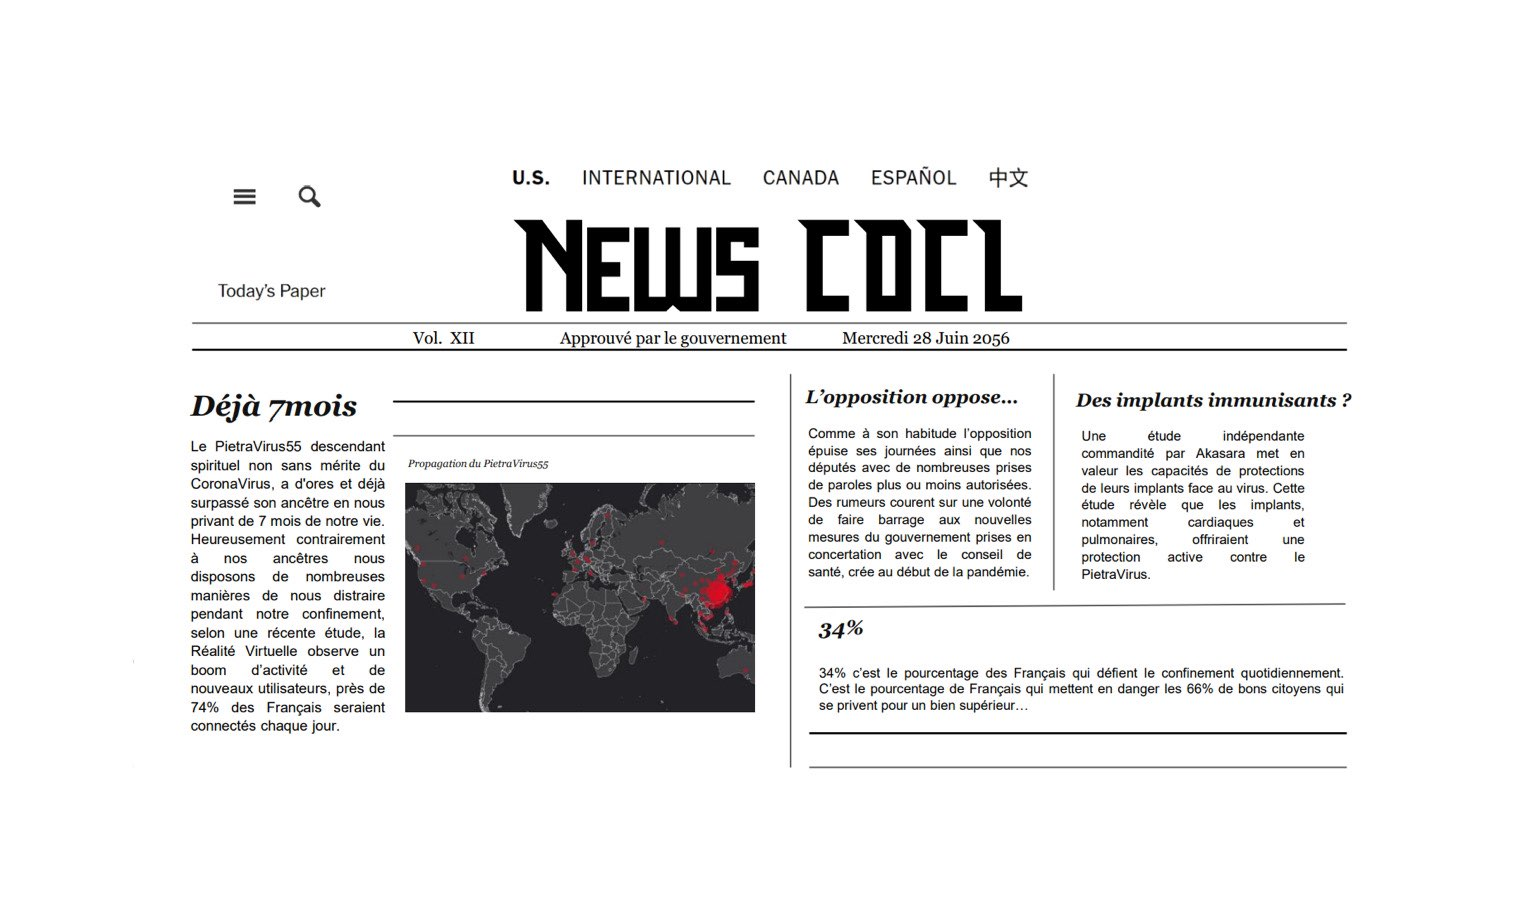 U.S. INTERNATIONAL CANADA ESPAÑOL 中文
NEWS CDCL
Today's Paper
Vol. XII Approuvé par le gouvernement Mercredi 28 Juin 2056
Déjà 7mois
Le PietraVirus55 descendant
spirituel non sans mérite du
CoronaVirus, a d'ores et déjà
surpassé son ancêtre en nous
privant de 7 mois de notre vie.
Heureusement contrairement
à nos ancêtres nous
disposons de nombreuses
manières de nous distraire
pendant notre confinement,
selon une récente étude, la
Réalité Virtuelle observe un
boom d’activité et de
nouveaux utilisateurs, près de
74% des Français seraient
connectés chaque jour.
Propagation du PietraVirus55
L’opposition oppose…
Comme à son habitude l’opposition
épuise ses journées ainsi que nos
députés avec de nombreuses prises
de paroles plus ou moins autorisées.
Des rumeurs courent sur une volonté
de faire barrage aux nouvelles
mesures du gouvernement prises en
concertation avec le conseil de
santé, crée au début de la pandémie.
Des implants immunisants ?
Une étude indépendante
commandité par Akasara met en
valeur les capacités de protections
de leurs implants face au virus. Cette
étude révèle que les implants,
notamment cardiaques et
pulmonaires, offriraient une
protection active contre le
PietraVirus.
34%
34% c’est le pourcentage des Français qui défient le confinement quotidiennement.
C’est le pourcentage de Français qui mettent en danger les 66% de bons citoyens qui
se privent pour un bien supérieur…